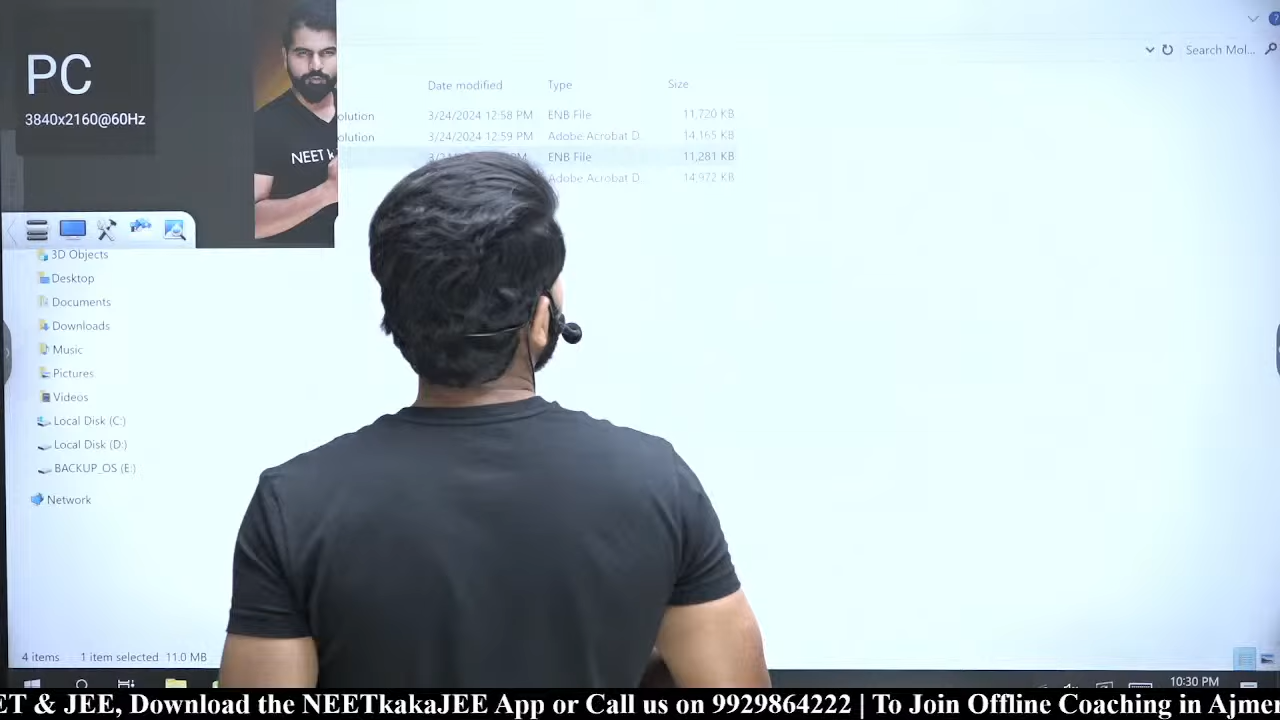 PC
3840x2160@60Hz
NEET
Search Mol...
Date modified Type Size
olution 3/24/2024 12:58 PM ENB File 11,720 KB
olution 3/24/2024 12:59 PM Adobe Acrobat D... 14,165 KB
ENB File 11,281 KB
Adobe Acrobat D... 14,972 KB
3D Objects
Desktop
Documents
Downloads
Music
Pictures
Videos
Local Disk (C:)
Local Disk (D:)
BACKUP_OS (E:)
Network
4 items 1 item selected 11.0 MB
10:30 PM
ET & JEE, Download the NEETkakaJEE App or Call us on 9929864222 | To Join Offline Coaching in Ajmer